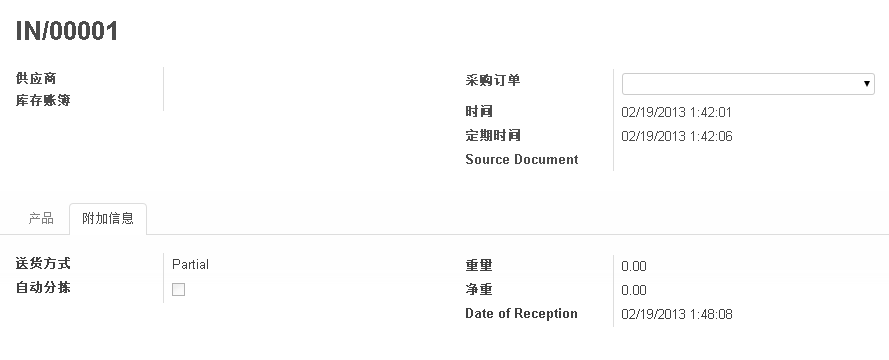 IN/00001
供应商
库存账簿
采购订单
时间 02/19/2013 1:42:01
定期时间 02/19/2013 1:42:06
Source Document
产品 附加信息
送货方式 Partial
自动分拣
重量 0.00
净重 0.00
Date of Reception 02/19/2013 1:48:08